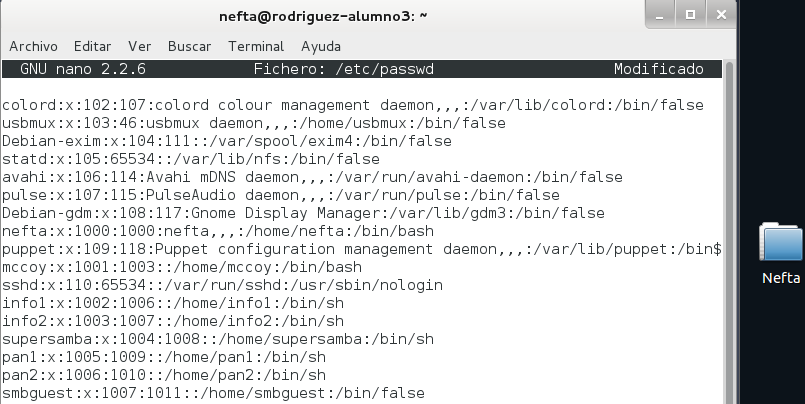 nefta@rodriguez-alumno3: ~
Archivo Editar Ver Buscar Terminal Ayuda
GNU nano 2.2.6 Fichero: /etc/passwd Modificado
colord:x:102:107:colord colour management daemon,,,:/var/lib/colord:/bin/false
usbmux:x:103:46:usbmux daemon,,,:/home/usbmux:/bin/false
Debian-exim:x:104:111::/var/spool/exim4:/bin/false
statd:x:105:65534::/var/lib/nfs:/bin/false
avahi:x:106:114:Avahi mDNS daemon,,,:/var/run/avahi-daemon:/bin/false
pulse:x:107:115:PulseAudio daemon,,,:/var/run/pulse:/bin/false
Debian-gdm:x:108:117:Gnome Display Manager:/var/lib/gdm3:/bin/false
nefta:x:1000:1000:nefta,,,:/home/nefta:/bin/bash
puppet:x:109:118:Puppet configuration management daemon,,,:/var/lib/puppet:/bin$
mccoy:x:1001:1003::/home/mccoy:/bin/bash
sshd:x:110:65534::/var/run/sshd:/usr/sbin/nologin
info1:x:1002:1006::/home/info1:/bin/sh
info2:x:1003:1007::/home/info2:/bin/sh
supersamba:x:1004:1008::/home/supersamba:/bin/sh
pan1:x:1005:1009::/home/pan1:/bin/sh
pan2:x:1006:1010::/home/pan2:/bin/sh
smbguest:x:1007:1011::/home/smbguest:/bin/false
Nefta